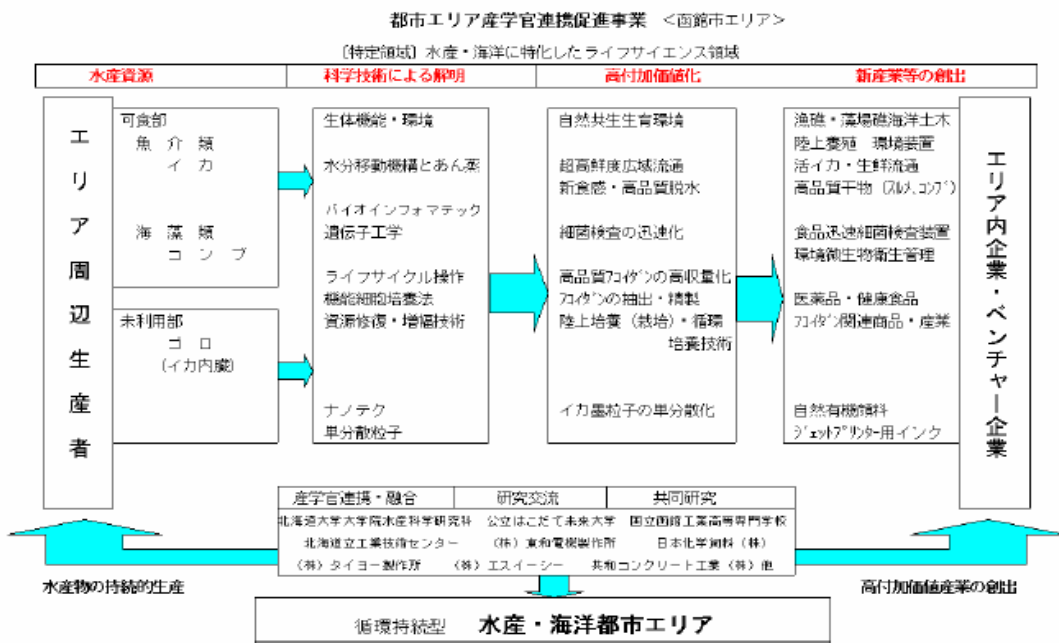 都市エリア産学官連携促進事業 <函館市エリア>
〔特定領域〕水産・海洋に特化したライフサイエンス領域
水産資源 科学技術による解明 高付加価値化 新産業等の創出
エリア周辺生産者
可食部
魚介類
イカ
海藻類
コンブ
未利用部
ゴロ
(イカ内臓)
生体機能・環境
水分移動機構とあん蒸
バイオインフォマテック
遺伝子工学
ライフサイクル操作
機能細胞培養法
資源修復・増幅技術
ナノテク
単分散粒子
自然共生生育環境
超高鮮度広域流通
新食感・高品質脱水
細菌検査の迅速化
高品質フコイダンの高収量化
フコイダンの抽出・精製
陸上培養(栽培)・循環
培養技術
イカ墨粒子の単分散化
漁礁・藻場礁海洋土木
陸上養殖 環境装置
活イカ・生鮮流通
高品質干物(スルメ、コンブ)
食品迅速細菌検査装置
環境微生物衛生管理
医薬品・健康食品
フコイダン関連商品・産業
自然有機顔料
ジェットプリンター用インク
エリア内企業・ベンチャー企業
産学官連携・融合 研究交流 共同研究
北海道大学大学院水産科学研究科 公立はこだて未来大学 国立函館工業高等専門学校
北海道立工業技術センター (株)東和電機製作所 日本化学飼料(株)
(株)タイヨー製作所 (株)エスイーシー 共和コンクリート工業(株)他
水産物の持続的生産
高付加価値産業の創出
循環持続型 水産・海洋都市エリア